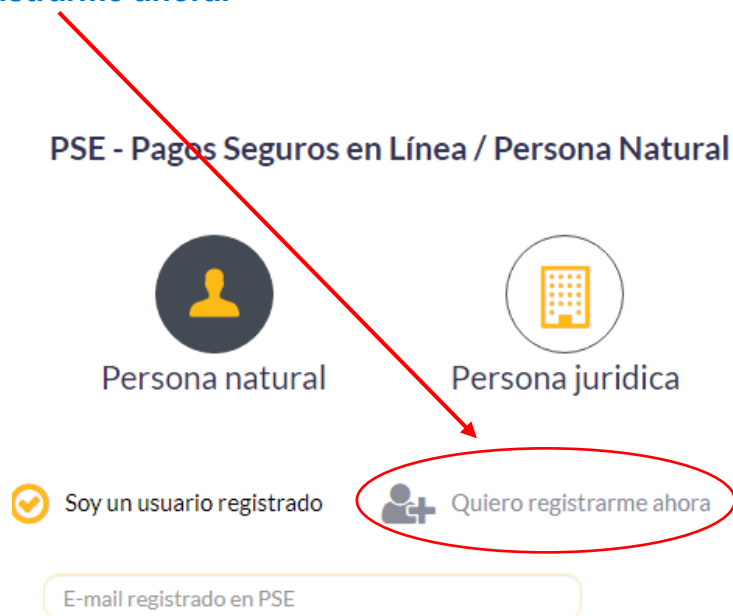 PSE - Pagos Seguros en Línea / Persona Natural
Persona natural
Persona juridica
Soy un usuario registrado
Quiero registrarme ahora
E-mail registrado en PSE